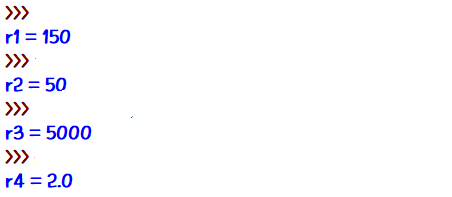 >>>
r1 = 150
>>>
r2 = 50
>>>
r3 = 5000
>>>
r4 = 2.0